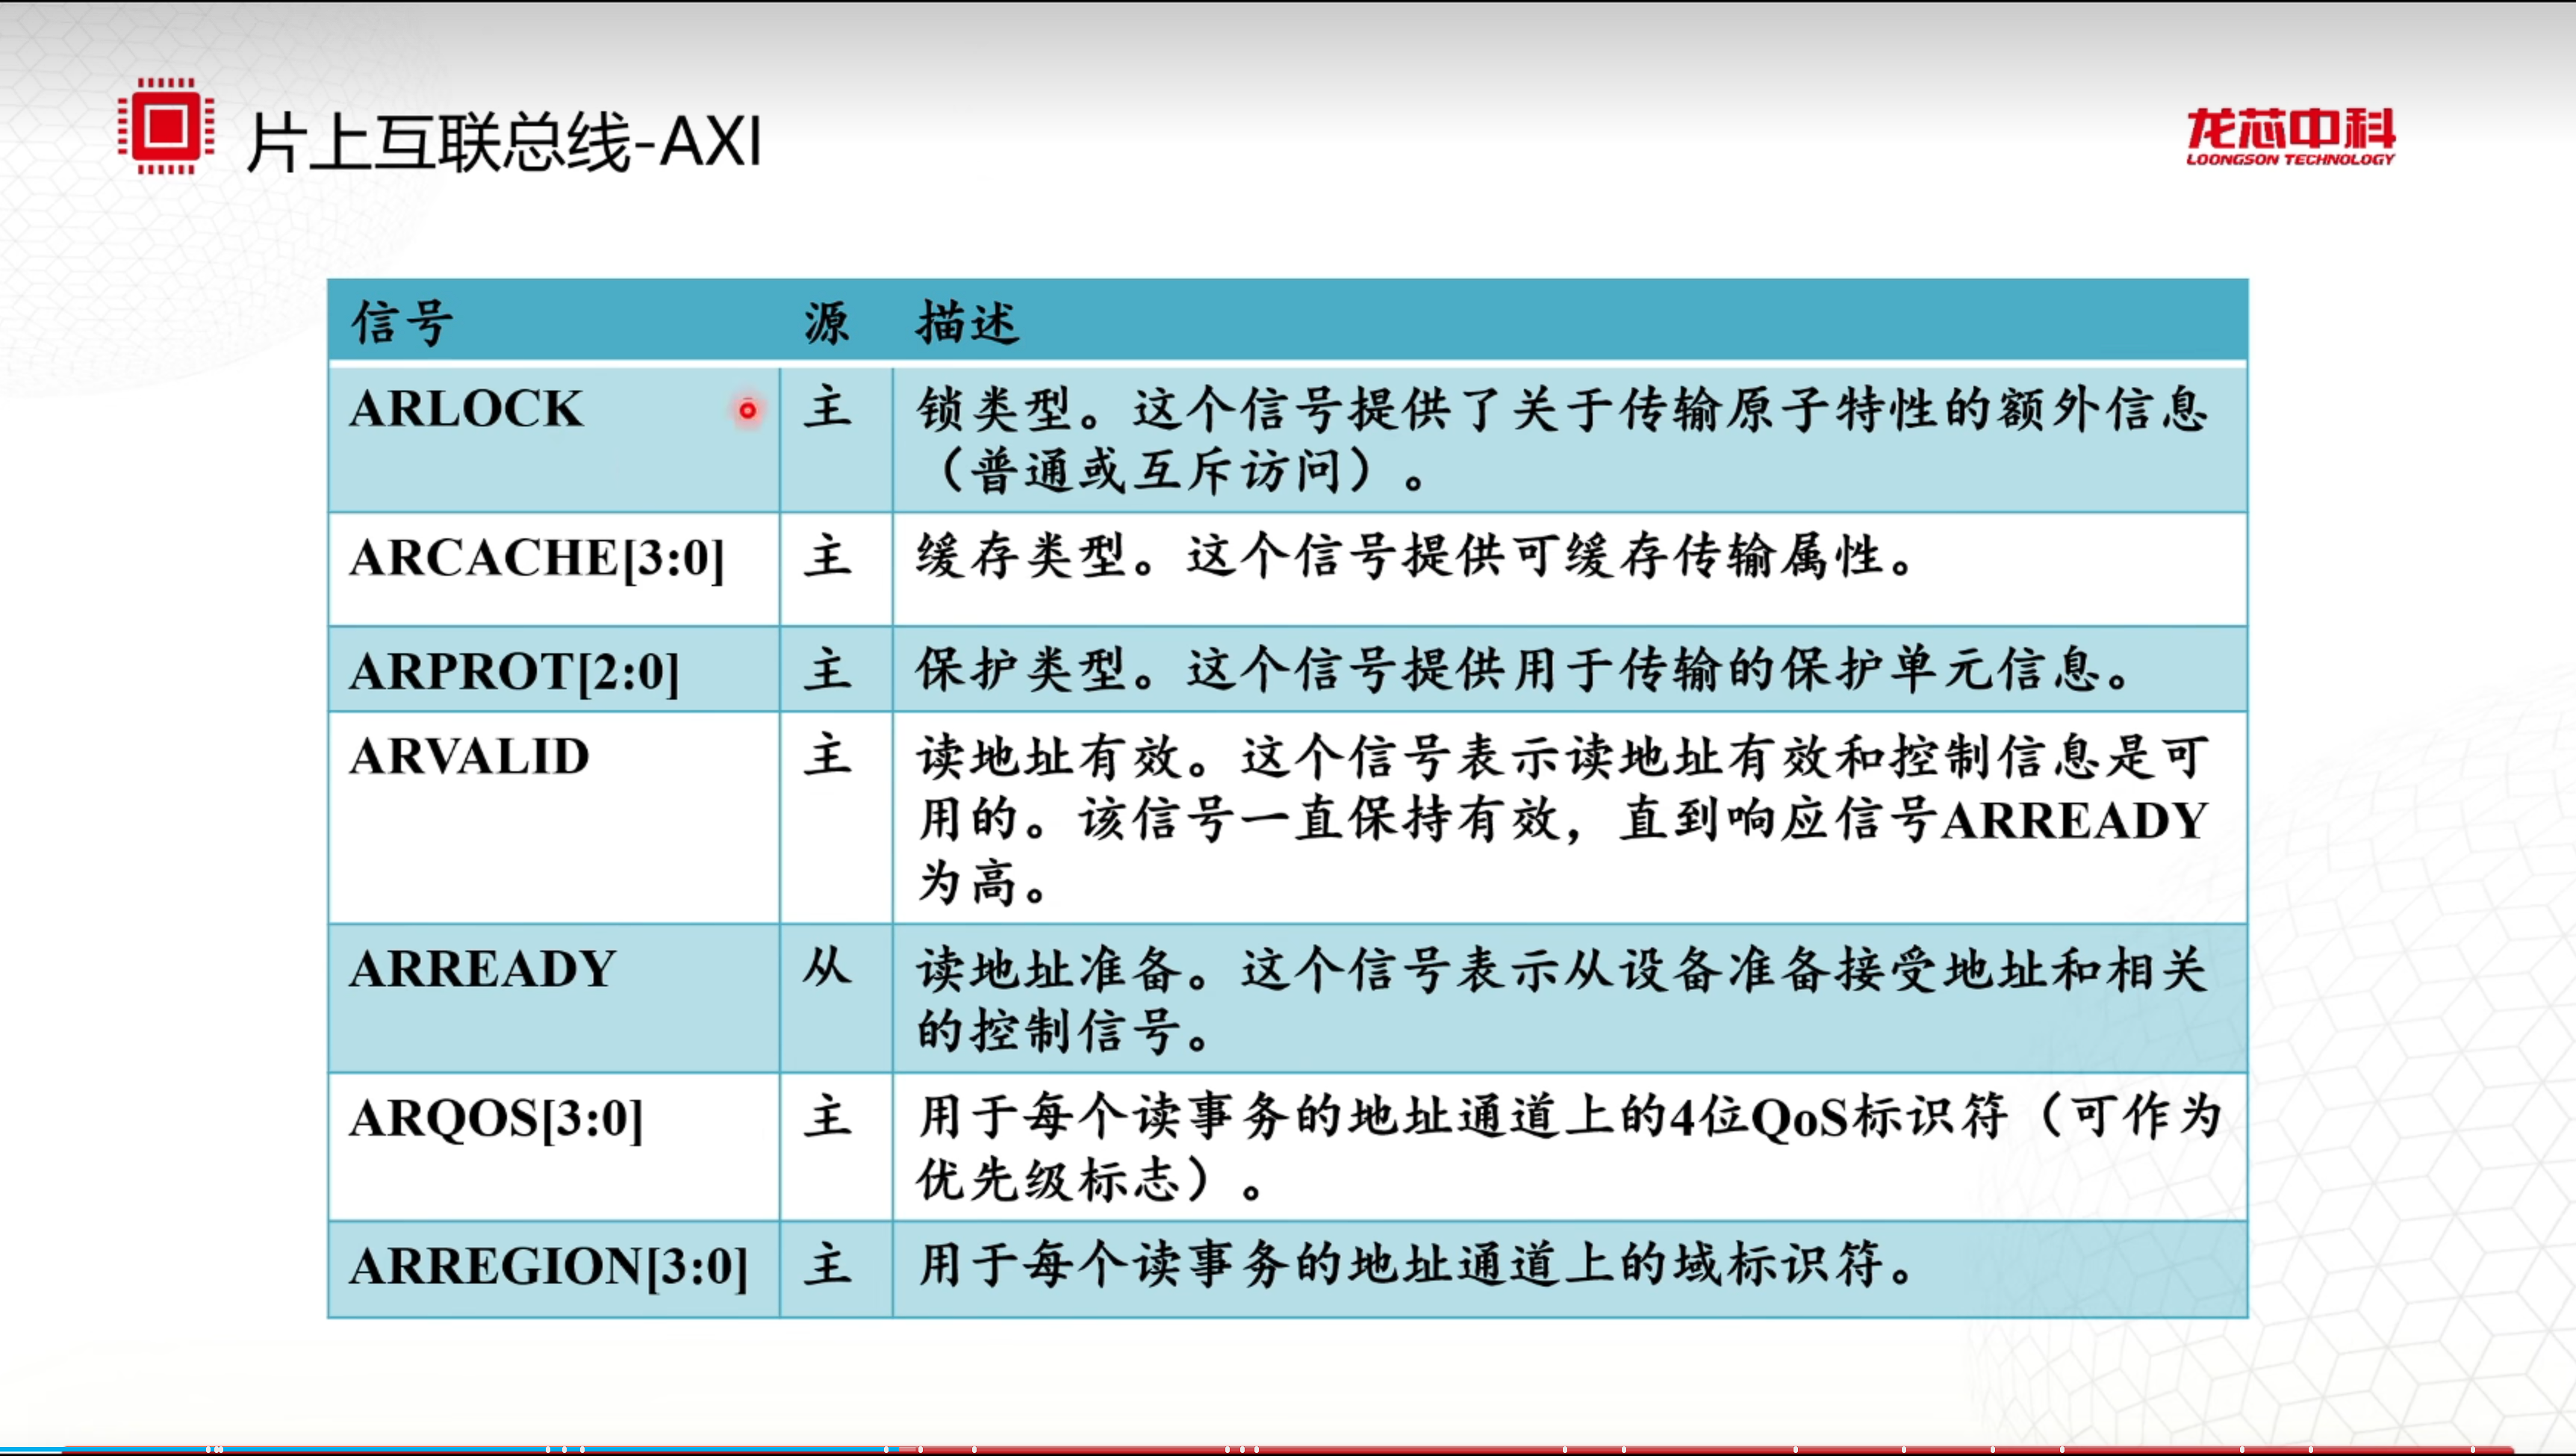 片上互联总线-AXI
龙芯中科
LOONGSON TECHNOLOGY
信号 源 描述
ARLOCK 主 锁类型。这个信号提供了关于传输原子特性的额外信息
（普通或互斥访问）。
ARCACHE[3:0] 主 缓存类型。这个信号提供可缓存传输属性。
ARPROT[2:0] 主 保护类型。这个信号提供用于传输的保护单元信息。
ARVALID 主 读地址有效。这个信号表示读地址有效和控制信息是可
用的。该信号一直保持有效，直到响应信号ARREADY
为高。
ARREADY 从 读地址准备。这个信号表示从设备准备接受地址和相关
的控制信号。
ARQOS[3:0] 主 用于每个读事务的地址通道上的4位QoS标识符（可作为
优先级标志）。
ARREGION[3:0] 主 用于每个读事务的地址通道上的域标识符。